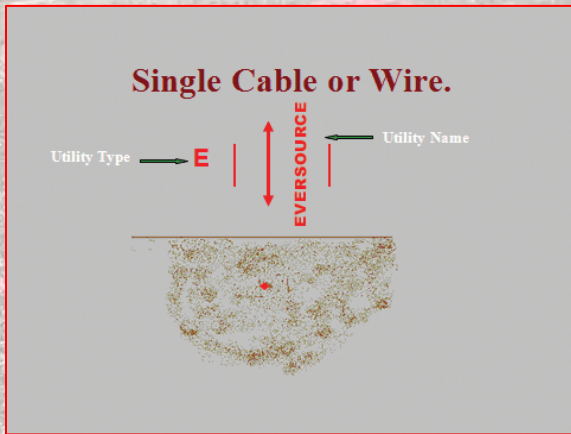 Single Cable or Wire.
EVERSOURCE
Utility Name
Utility Type
E